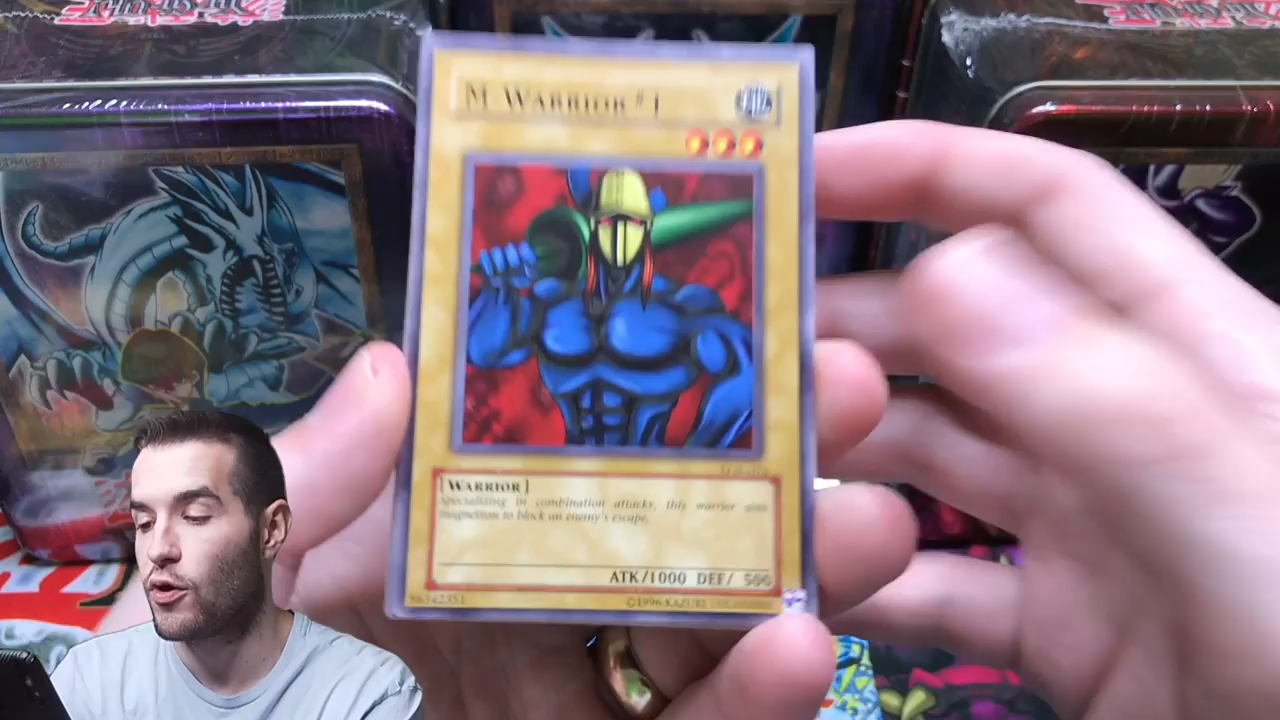 M WARRIOR #1
[WARRIOR]
Specializing in combination attacks, this warrior uses
magnetism to block an enemy's escape.
ATK/1000 DEF/ 500
56342351
©1996 KAZUKI